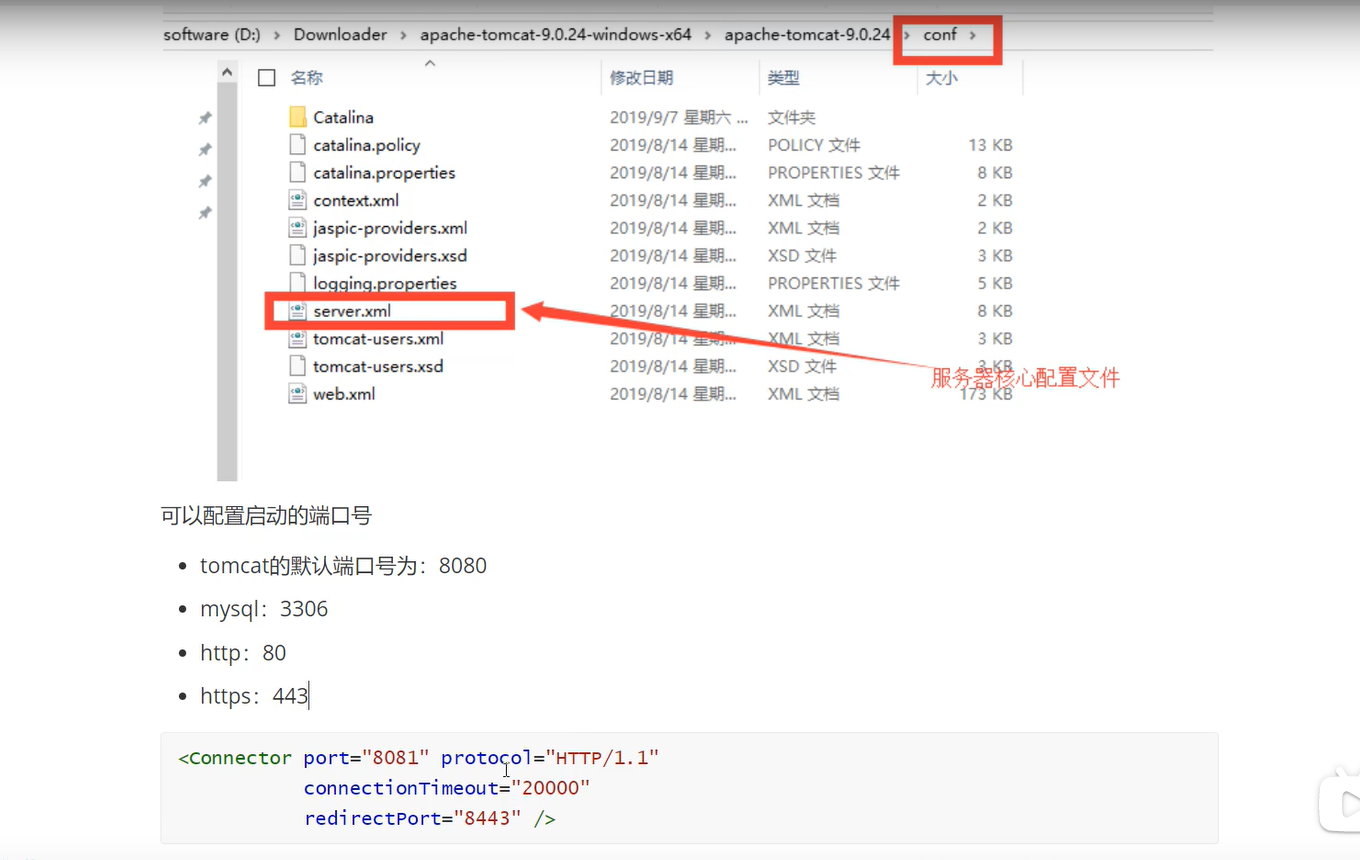 software (D:) › Downloader › apache-tomcat-9.0.24-windows-x64 › apache-tomcat-9.0.24 › conf ›
名称 修改日期 类型 大小
Catalina 2019/9/7 星期六 ... 文件夹
catalina.policy 2019/8/14 星期... POLICY 文件 13 KB
catalina.properties 2019/8/14 星期... PROPERTIES 文件 8 KB
context.xml 2019/8/14 星期... XML 文档 2 KB
jaspic-providers.xml 2019/8/14 星期... XML 文档 2 KB
jaspic-providers.xsd 2019/8/14 星期... XSD 文件 3 KB
logging.properties 2019/8/14 星期... PROPERTIES 文件 5 KB
server.xml 2019/8/14 星期... XML 文档 8 KB
tomcat-users.xml 2019/8/14 星期... XML 文档 3 KB
tomcat-users.xsd 2019/8/14 星期... XSD 文件 3 KB
服务器核心配置文件
web.xml 2019/8/14 星期... XML 文档 173 KB
可以配置启动的端口号
• tomcat的默认端口号为：8080
• mysql：3306
• http：80
• https：443
<Connector port="8081" protocol="HTTP/1.1"
connectionTimeout="20000"
redirectPort="8443" />